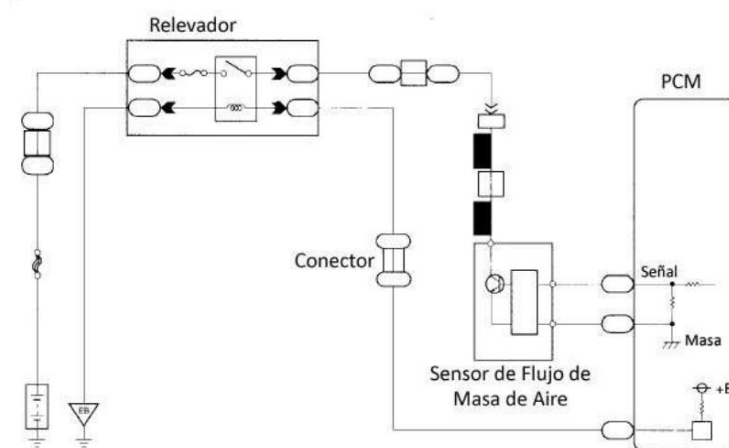 Relevador
PCM
Conector
Señal
Masa
Sensor de Flujo de
Masa de Aire
+B
EB